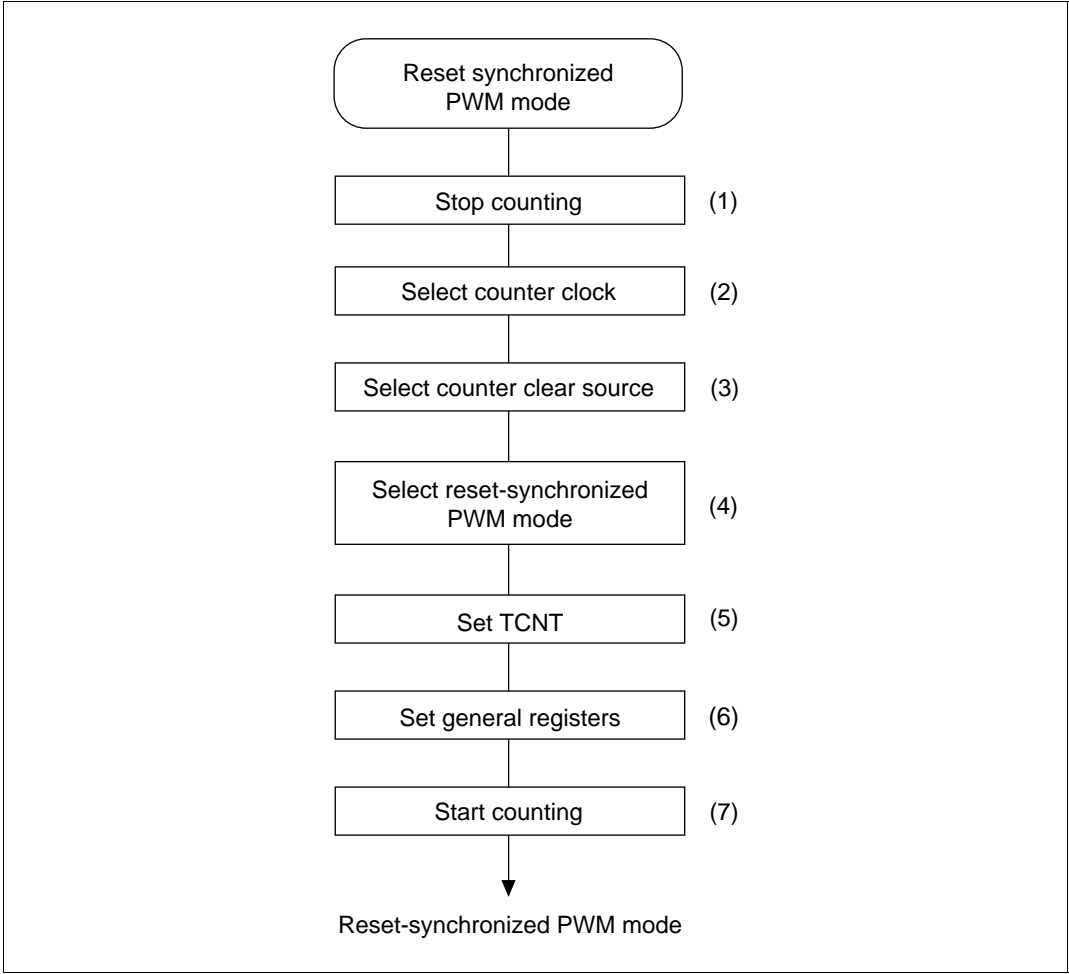 Reset synchronized
PWM mode
Stop counting (1)
Select counter clock (2)
Select counter clear source (3)
Select reset-synchronized
PWM mode (4)
Set TCNT (5)
Set general registers (6)
Start counting (7)
Reset-synchronized PWM mode